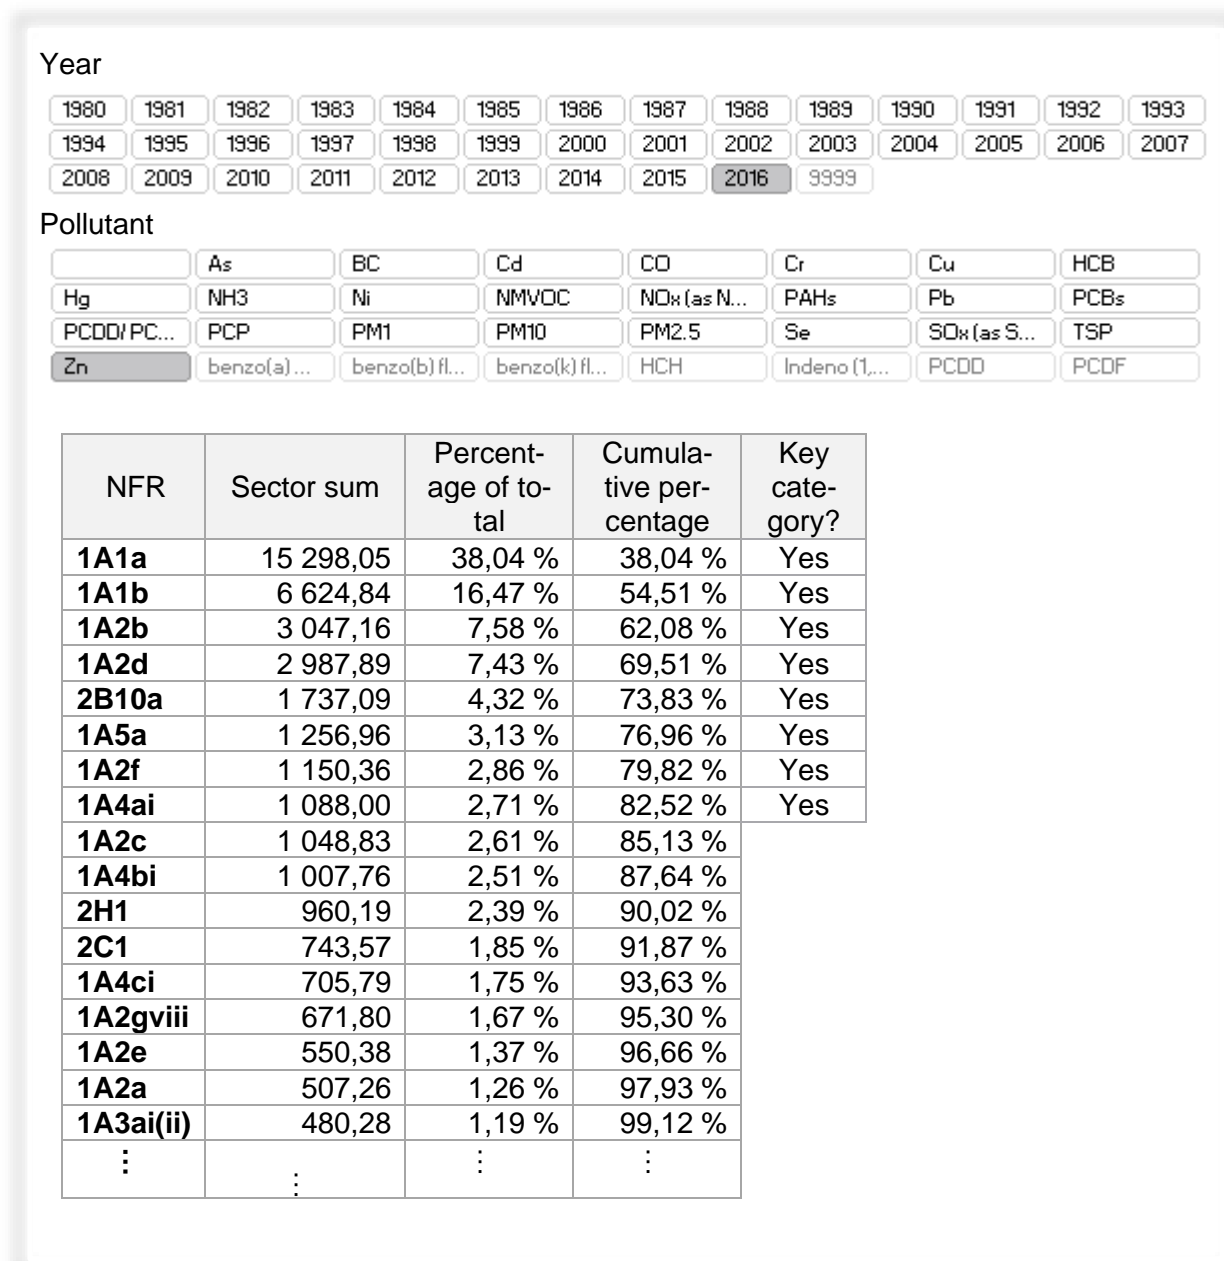 Year
1980 1981 1982 1983 1984 1985 1986 1987 1988 1989 1990 1991 1992 1993
1994 1995 1996 1997 1998 1999 2000 2001 2002 2003 2004 2005 2006 2007
2008 2009 2010 2011 2012 2013 2014 2015 2016 9999
Pollutant
As BC Cd CO Cr Cu HCB
Hg NH3 Ni NMVOC NOx (as N... PAHs Pb PCBs
PCDD/ PC... PCP PM1 PM10 PM2.5 Se SOx (as S... TSP
Zn benzo(a) ... benzo(b) fl... benzo(k) fl... HCH Indeno (1,... PCDD PCDF
NFR Sector sum Percent-
age of to-
tal Cumula-
tive per-
centage Key
cate-
gory?
1A1a 15 298,05 38,04 % 38,04 % Yes
1A1b 6 624,84 16,47 % 54,51 % Yes
1A2b 3 047,16 7,58 % 62,08 % Yes
1A2d 2 987,89 7,43 % 69,51 % Yes
2B10a 1 737,09 4,32 % 73,83 % Yes
1A5a 1 256,96 3,13 % 76,96 % Yes
1A2f 1 150,36 2,86 % 79,82 % Yes
1A4ai 1 088,00 2,71 % 82,52 % Yes
1A2c 1 048,83 2,61 % 85,13 %
1A4bi 1 007,76 2,51 % 87,64 %
2H1 960,19 2,39 % 90,02 %
2C1 743,57 1,85 % 91,87 %
1A4ci 705,79 1,75 % 93,63 %
1A2gviii 671,80 1,67 % 95,30 %
1A2e 550,38 1,37 % 96,66 %
1A2a 507,26 1,26 % 97,93 %
1A3ai(ii) 480,28 1,19 % 99,12 %
⋮ ⋮ ⋮ ⋮